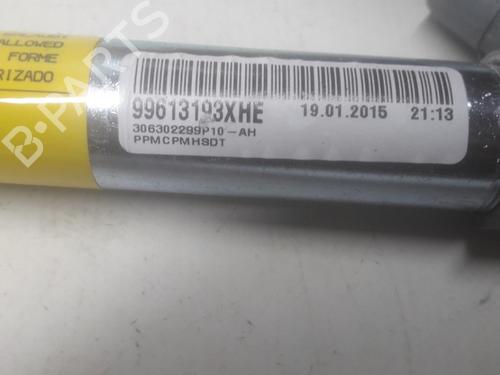 ALLOWED
FORME
RIZADO
99613193XHE 19.01.2015 21:13
306302299P10-AH
PPMCPMHSDT
B-PARTS